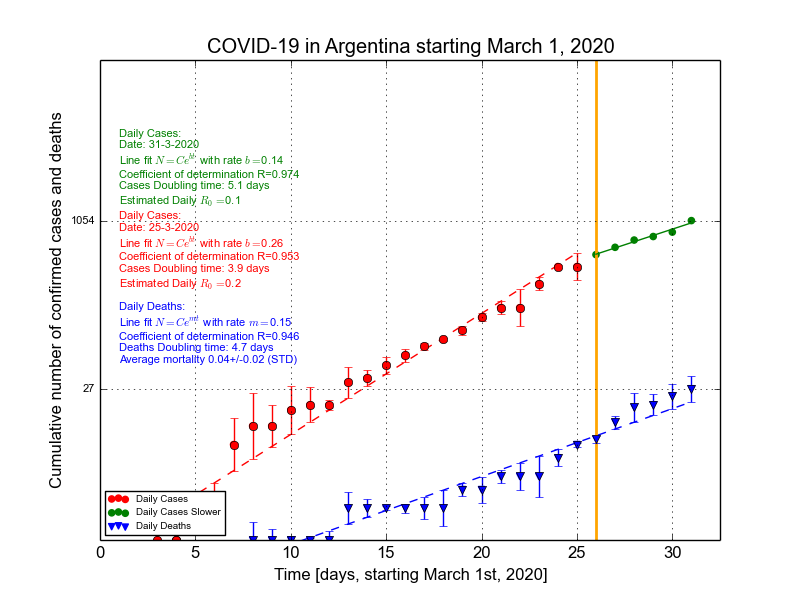 COVID-19 in Argentina starting March 1, 2020
Cumulative number of confirmed cases and deaths
1054
27
Daily Cases:
Date: 31-3-2020
Line fit N = Ce^{bt}: with rate b =0.14
Coefficient of determination R=0.974
Cases Doubling time: 5.1 days
Estimated Daily R_0 =0.1
Daily Cases:
Date: 25-3-2020
Line fit N = Ce^{bt}: with rate b =0.26
Coefficient of determination R=0.953
Cases Doubling time: 3.9 days
Estimated Daily R_0 =0.2
Daily Deaths:
Line fit N = Ce^{mt} with rate m =0.15
Coefficient of determination R=0.946
Deaths Doubling time: 4.7 days
Average mortality 0.04+/-0.02 (STD)
Daily Cases
Daily Cases Slower
Daily Deaths
0 5 10 15 20 25 30
Time [days, starting March 1st, 2020]